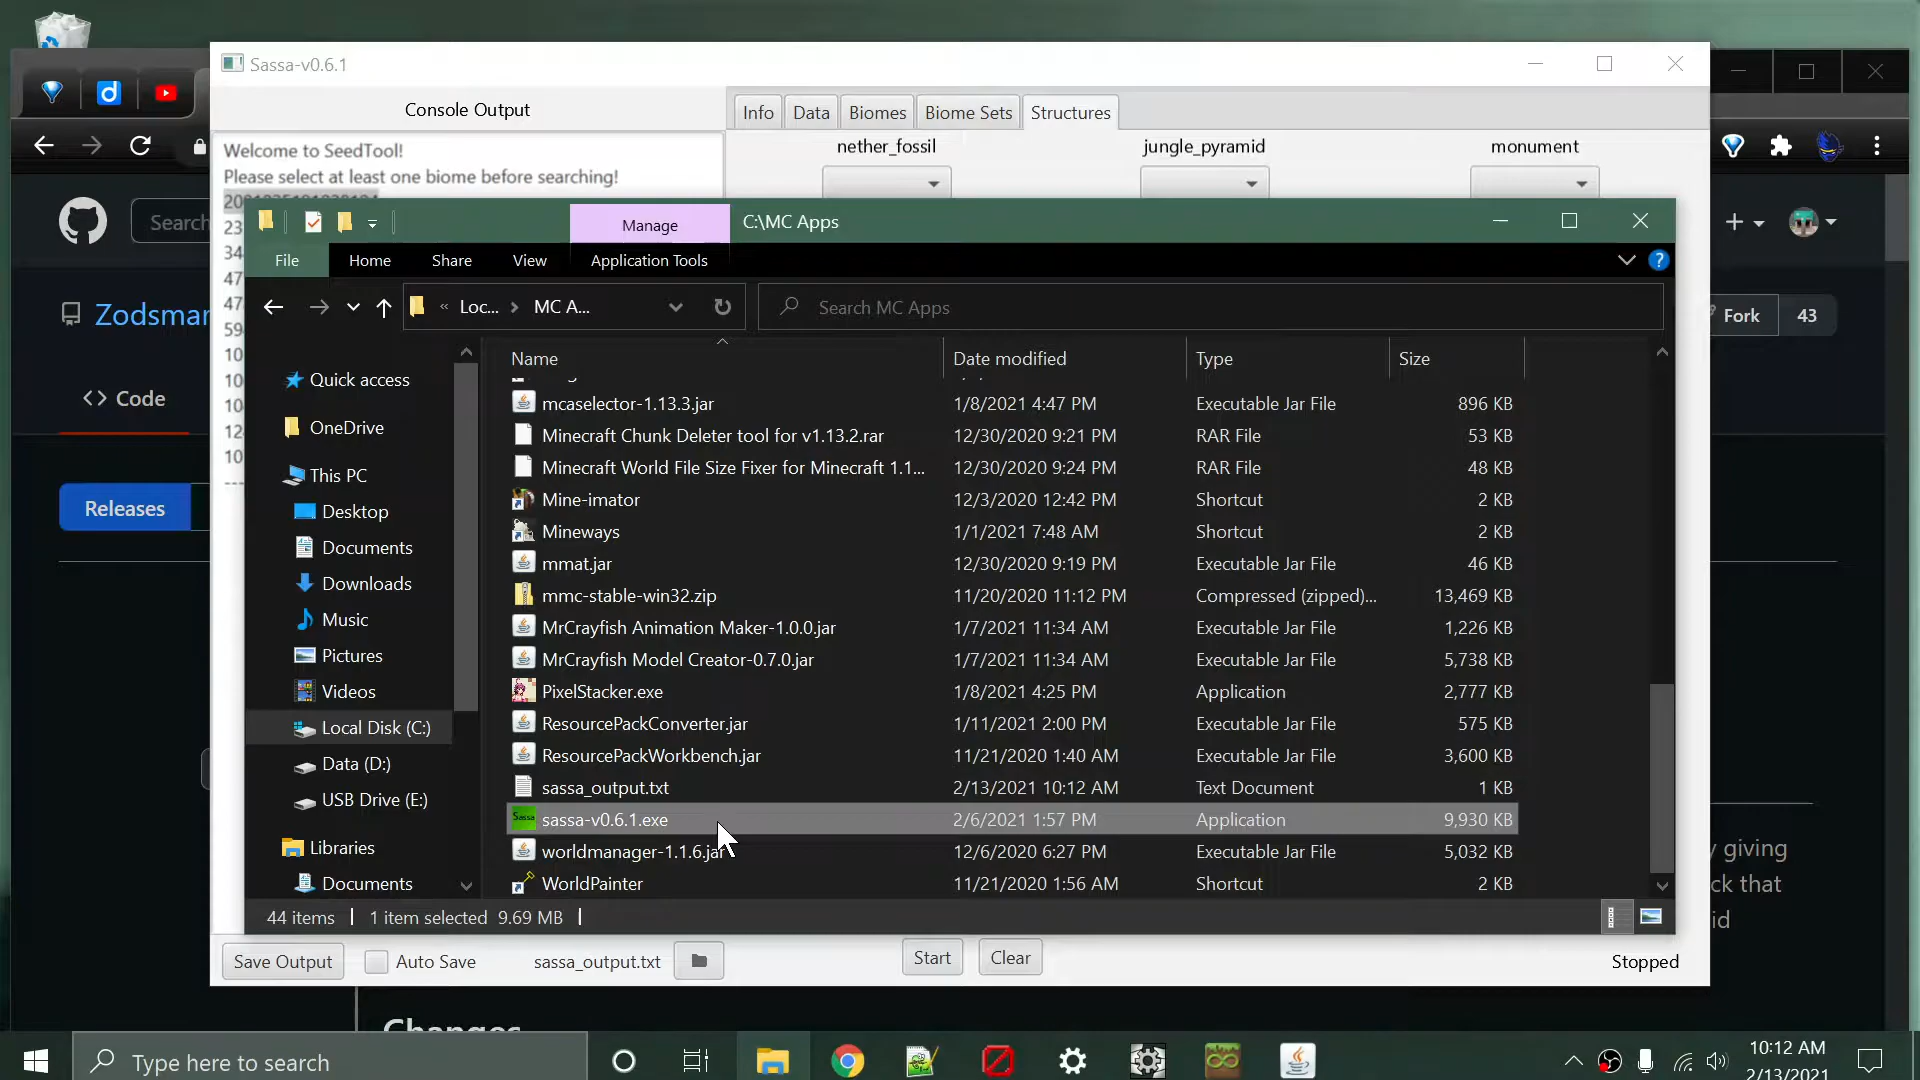 Sassa-v0.6.1
Console Output
Info Data Biomes Biome Sets Structures
Welcome to SeedTool!
Please select at least one biome before searching!
nether_fossil jungle_pyramid monument
Search
23
34
47
47
59
10
10
10
12
10
Manage C:\MC Apps
File Home Share View Application Tools
« Loc... › MC A... Search MC Apps
Zodsmar
Fork 43
<> Code
Releases
Quick access
OneDrive
This PC
Desktop
Documents
Downloads
Music
Pictures
Videos
Local Disk (C:)
Data (D:)
USB Drive (E:)
Libraries
Documents
Name Date modified Type Size
mcaselector-1.13.3.jar 1/8/2021 4:47 PM Executable Jar File 896 KB
Minecraft Chunk Deleter tool for v1.13.2.rar 12/30/2020 9:21 PM RAR File 53 KB
Minecraft World File Size Fixer for Minecraft 1.1... 12/30/2020 9:24 PM RAR File 48 KB
Mine-imator 12/3/2020 12:42 PM Shortcut 2 KB
Mineways 1/1/2021 7:48 AM Shortcut 2 KB
mmat.jar 12/30/2020 9:19 PM Executable Jar File 46 KB
mmc-stable-win32.zip 11/20/2020 11:12 PM Compressed (zipped)... 13,469 KB
MrCrayfish Animation Maker-1.0.0.jar 1/7/2021 11:34 AM Executable Jar File 1,226 KB
MrCrayfish Model Creator-0.7.0.jar 1/7/2021 11:34 AM Executable Jar File 5,738 KB
PixelStacker.exe 1/8/2021 4:25 PM Application 2,777 KB
ResourcePackConverter.jar 1/11/2021 2:00 PM Executable Jar File 575 KB
ResourcePackWorkbench.jar 11/21/2020 1:40 AM Executable Jar File 3,600 KB
sassa_output.txt 2/13/2021 10:12 AM Text Document 1 KB
Sassa sassa-v0.6.1.exe 2/6/2021 1:57 PM Application 9,930 KB
worldmanager-1.1.6.jar 12/6/2020 6:27 PM Executable Jar File 5,032 KB
WorldPainter 11/21/2020 1:56 AM Shortcut 2 KB
y giving
ck that
id
44 items 1 item selected 9.69 MB
Save Output Auto Save sassa_output.txt Start Clear Stopped
Changes
Type here to search
10:12 AM
2/13/2021